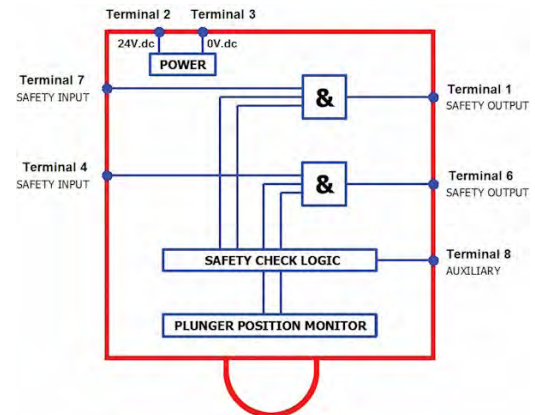 Terminal 2 Terminal 3
24V.dc 0V.dc
POWER
Terminal 7
SAFETY INPUT
&
Terminal 1
SAFETY OUTPUT
Terminal 4
SAFETY INPUT
&
Terminal 6
SAFETY OUTPUT
SAFETY CHECK LOGIC
Terminal 8
AUXILIARY
PLUNGER POSITION MONITOR